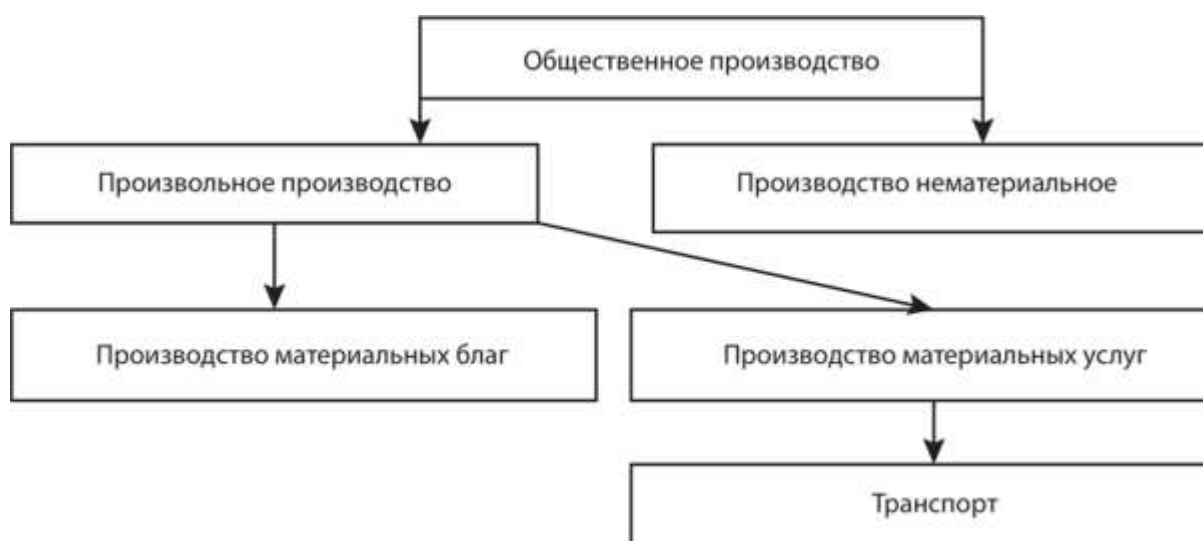 Общественное производство
Произвольное производство
Производство нематериальное
Производство материальных благ
Производство материальных услуг
Транспорт